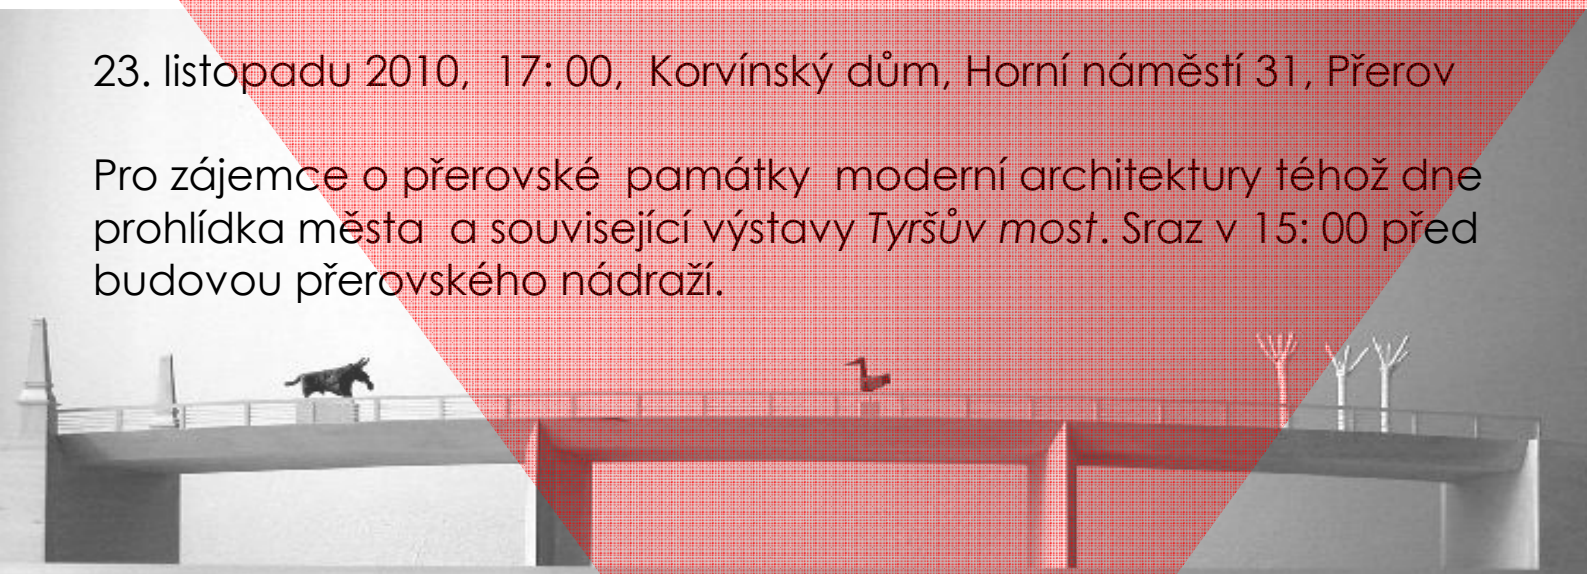 23. listopadu 2010, 17: 00, Korvínský dům, Horní náměstí 31, Přerov
Pro zájemce o přerovské památky moderní architektury téhož dne
prohlídka města a související výstavy Tyršův most. Sraz v 15: 00 před
budovou přerovského nádraží.